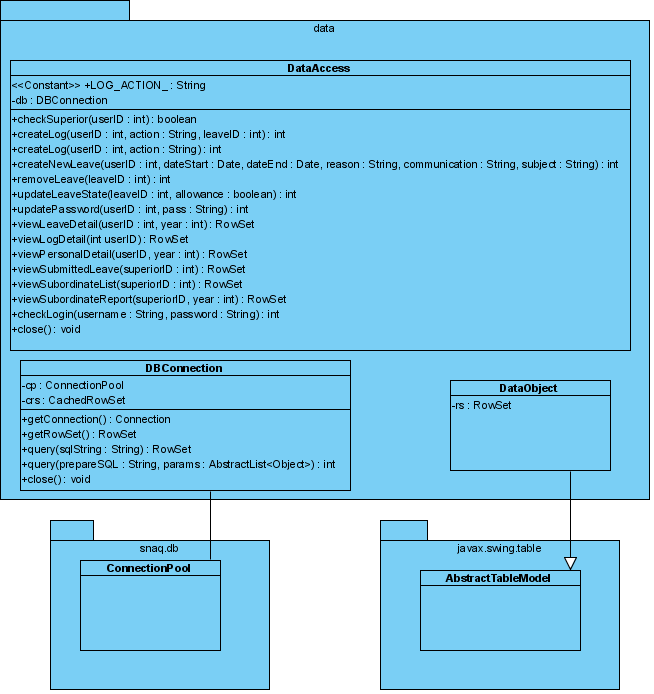 data
DataAccess
<<Constant>> +LOG_ACTION_ : String
-db : DBConnection
+checkSuperior(userID : int) : boolean
+createLog(userID : int, action : String, leaveID : int) : int
+createLog(userID : int, action : String) : int
+createNewLeave(userID : int, dateStart : Date, dateEnd : Date, reason : String, communication : String, subject : String) : int
+removeLeave(leaveID : int) : int
+updateLeaveState(leaveID : int, allowance : boolean) : int
+updatePassword(userID : int, pass : String) : int
+viewLeaveDetail(userID : int, year : int) : RowSet
+viewLogDetail(int userID) : RowSet
+viewPersonalDetail(userID, year : int) : RowSet
+viewSubmittedLeave(superiorID : int) : RowSet
+viewSubordinateList(superiorID : int) : RowSet
+viewSubordinateReport(superiorID, year : int) : RowSet
+checkLogin(username : String, password : String) : int
+close() : void
DBConnection
-cp : ConnectionPool
-crs : CachedRowSet
+getConnection() : Connection
+getRowSet() : RowSet
+query(sqlString : String) : RowSet
+query(prepareSQL : String, params : AbstractList<Object>) : int
+close() : void
DataObject
-rs : RowSet
snaq.db
ConnectionPool
javax.swing.table
AbstractTableModel